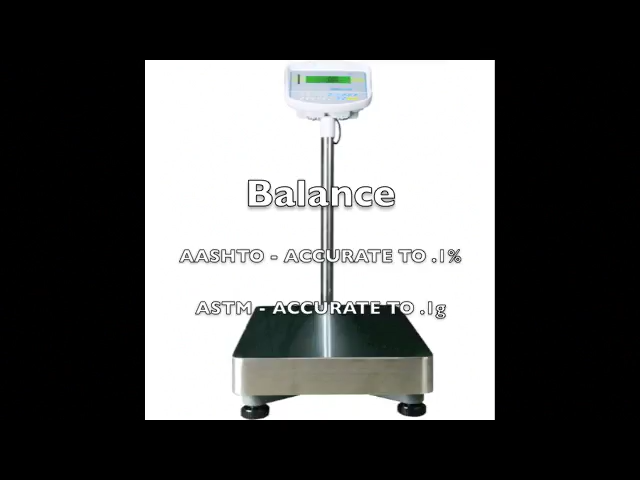 Balance
AASHTO - ACCURATE TO .1%
ASTM - ACCURATE TO .1g